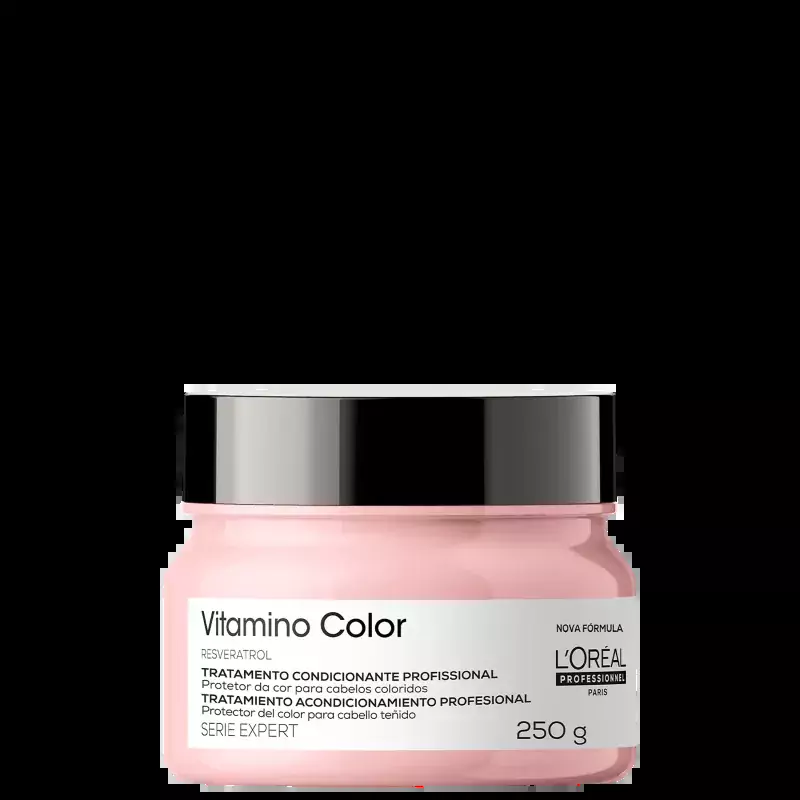 Vitamino Color
RESVERATROL
TRATAMENTO CONDICIONANTE PROFISSIONAL
Protetor da cor para cabelos coloridos
TRATAMIENTO ACONDICIONAMIENTO PROFESIONAL
Protector del color para cabello teñido
SERIE EXPERT
NOVA FÓRMULA
L'ORÉAL
PROFESSIONNEL
PARIS
250 g